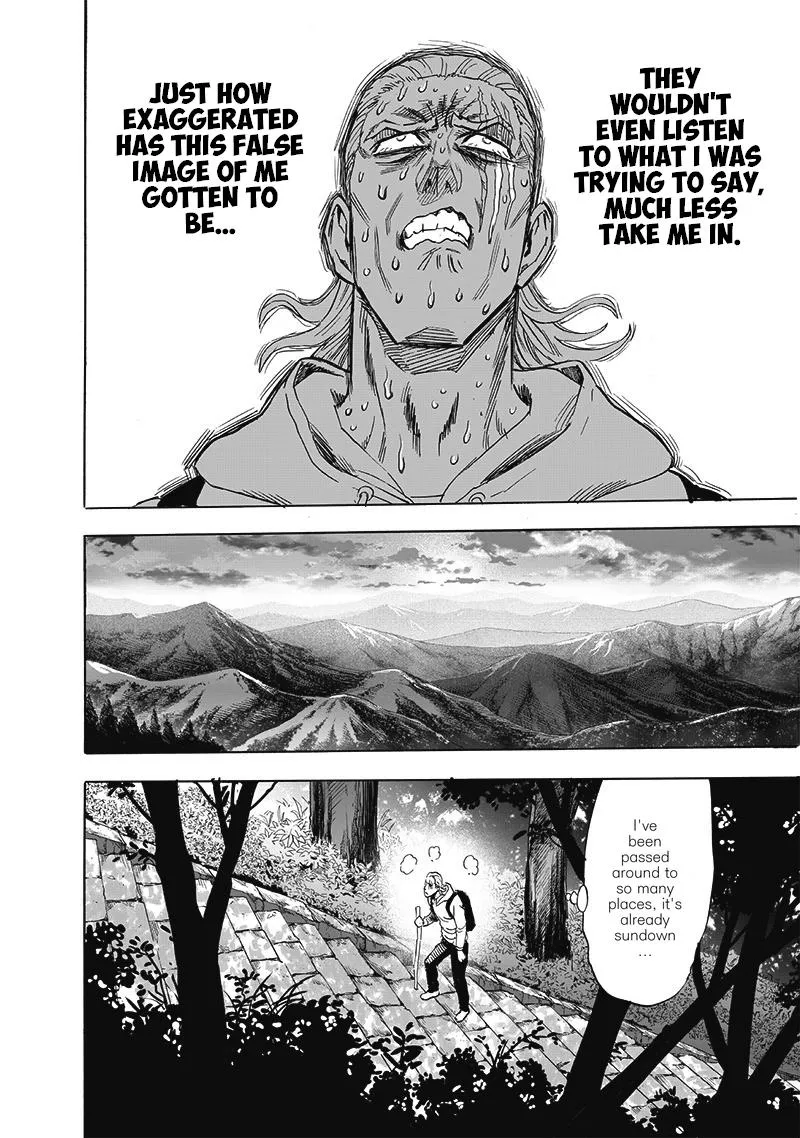 THEY
WOULDN'T
EVEN LISTEN
TO WHAT I WAS
TRYING TO SAY,
MUCH LESS
TAKE ME IN.
JUST HOW
EXAGGERATED
HAS THIS FALSE
IMAGE OF ME
GOTTEN TO
BE...
I've
been
passed
around to
so many
places, it's
already
sundown
...